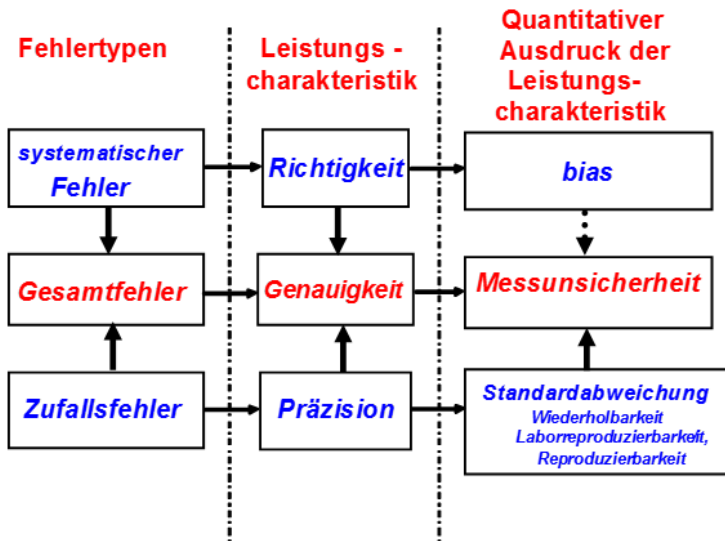 Fehlertypen
Leistungs -
charakteristik
Quantitativer
Ausdruck der
Leistungs-
charakteristik
systematischer
Fehler
Richtigkeit
bias
Gesamtfehler
Genauigkeit
Messunsicherheit
Zufallsfehler
Präzision
Standardabweichung
Wiederholbarkeit
Laborreproduzierbarkeit,
Reproduzierbarkeit